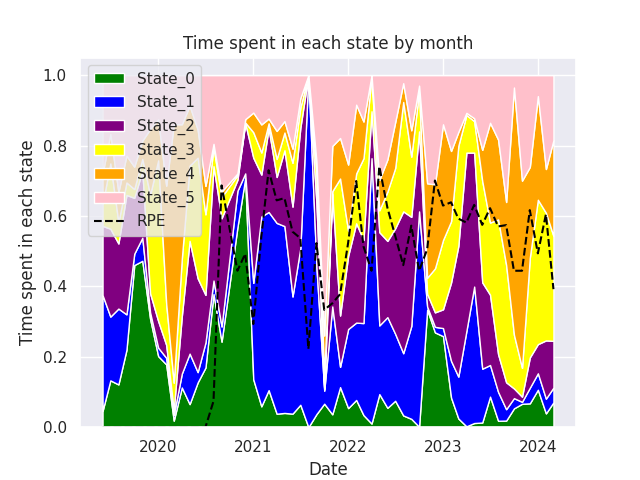 Time spent in each state by month
Time spent in each state
1.0
0.8
0.6
0.4
0.2
0.0
State_0
State_1
State_2
State_3
State_4
State_5
RPE
2020
2021
2022
2023
2024
Date